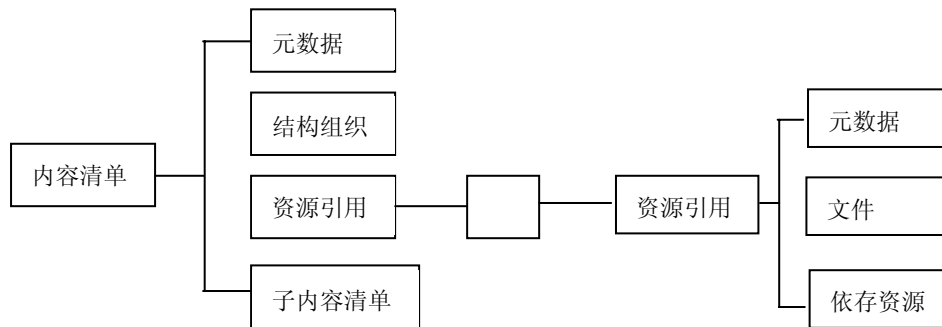 元数据
结构组织
内容清单
资源引用
子内容清单
资源引用
元数据
文件
依存资源